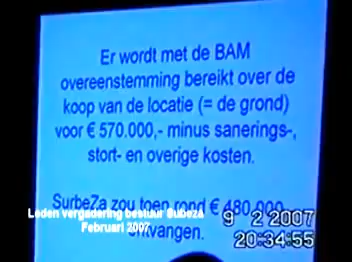 Er wordt met de BAM
overeenstemming bereikt over de
koop van de locatie (= de grond)
voor € 570.000,- minus sanerings-,
stort- en overige kosten.
SurbeZa zou toen rond € 480.000,-
ontvangen.
Leden vergadering bestuur Subeza
Februari 2007
9 2 2007
20:34:55